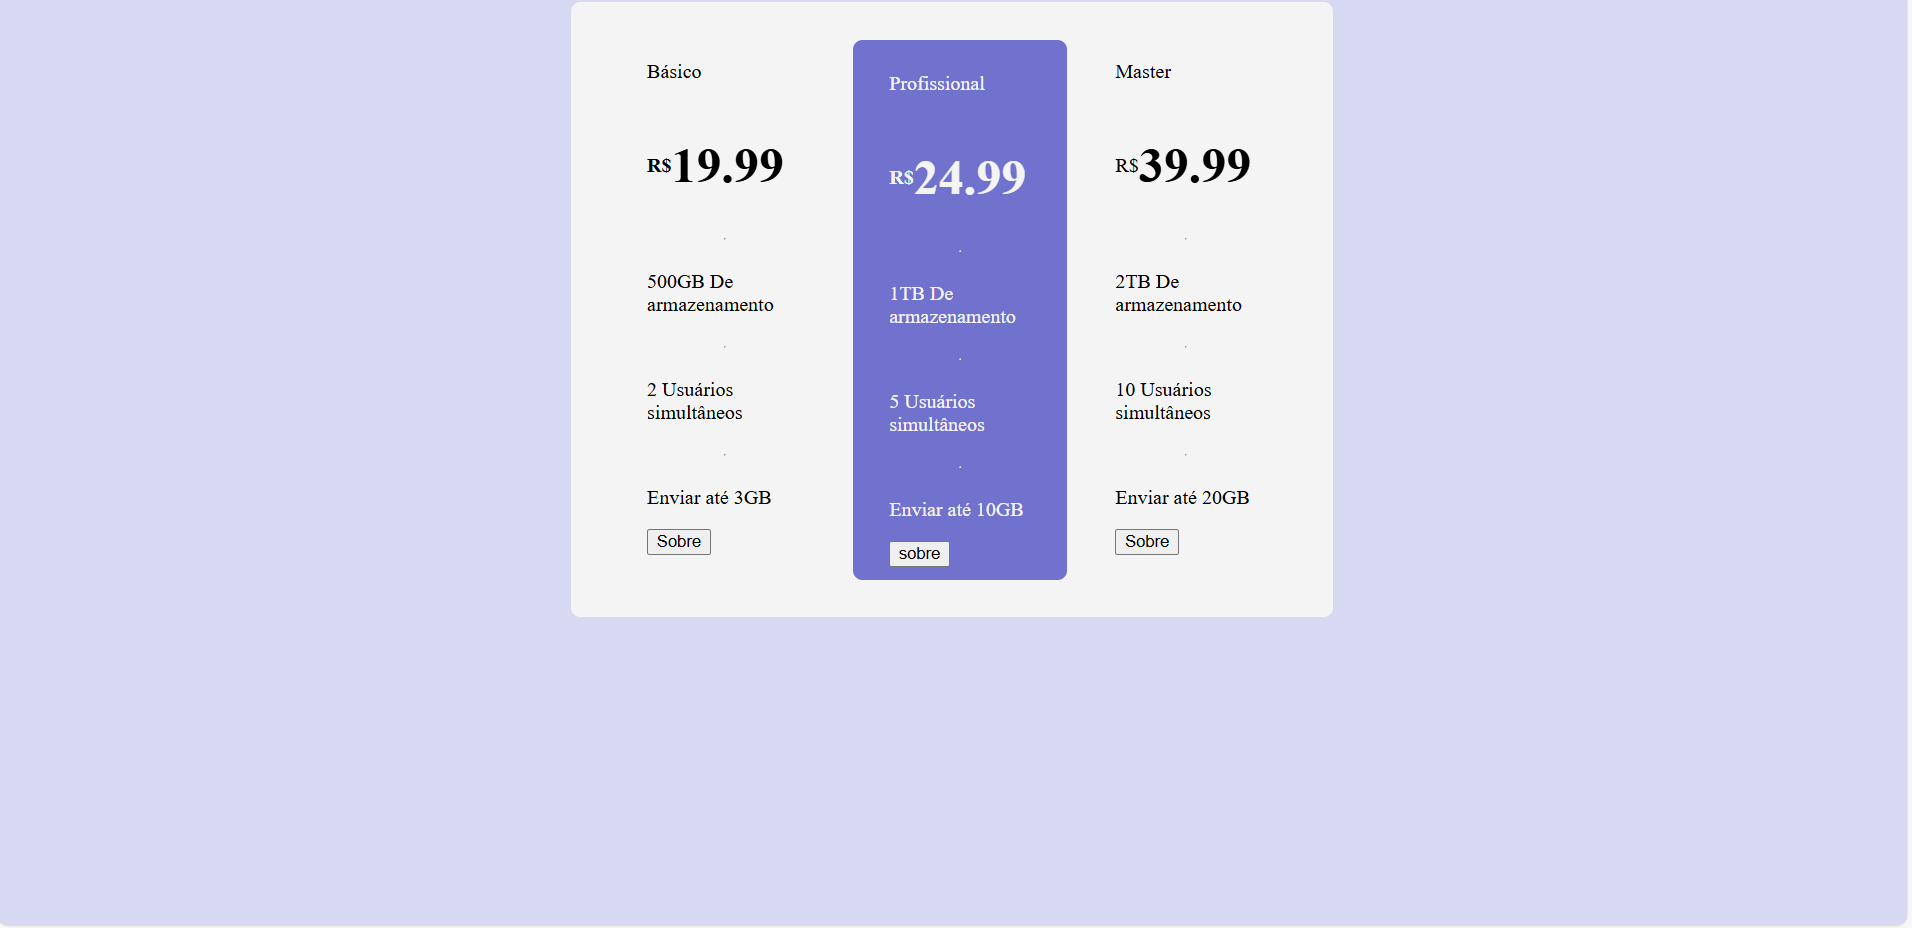 Básico
R$19.99
500GB De
armazenamento
2 Usuários
simultâneos
Enviar até 3GB
Sobre
Profissional
R$24.99
1TB De
armazenamento
5 Usuários
simultâneos
Enviar até 10GB
sobre
Master
R$39.99
2TB De
armazenamento
10 Usuários
simultâneos
Enviar até 20GB
Sobre